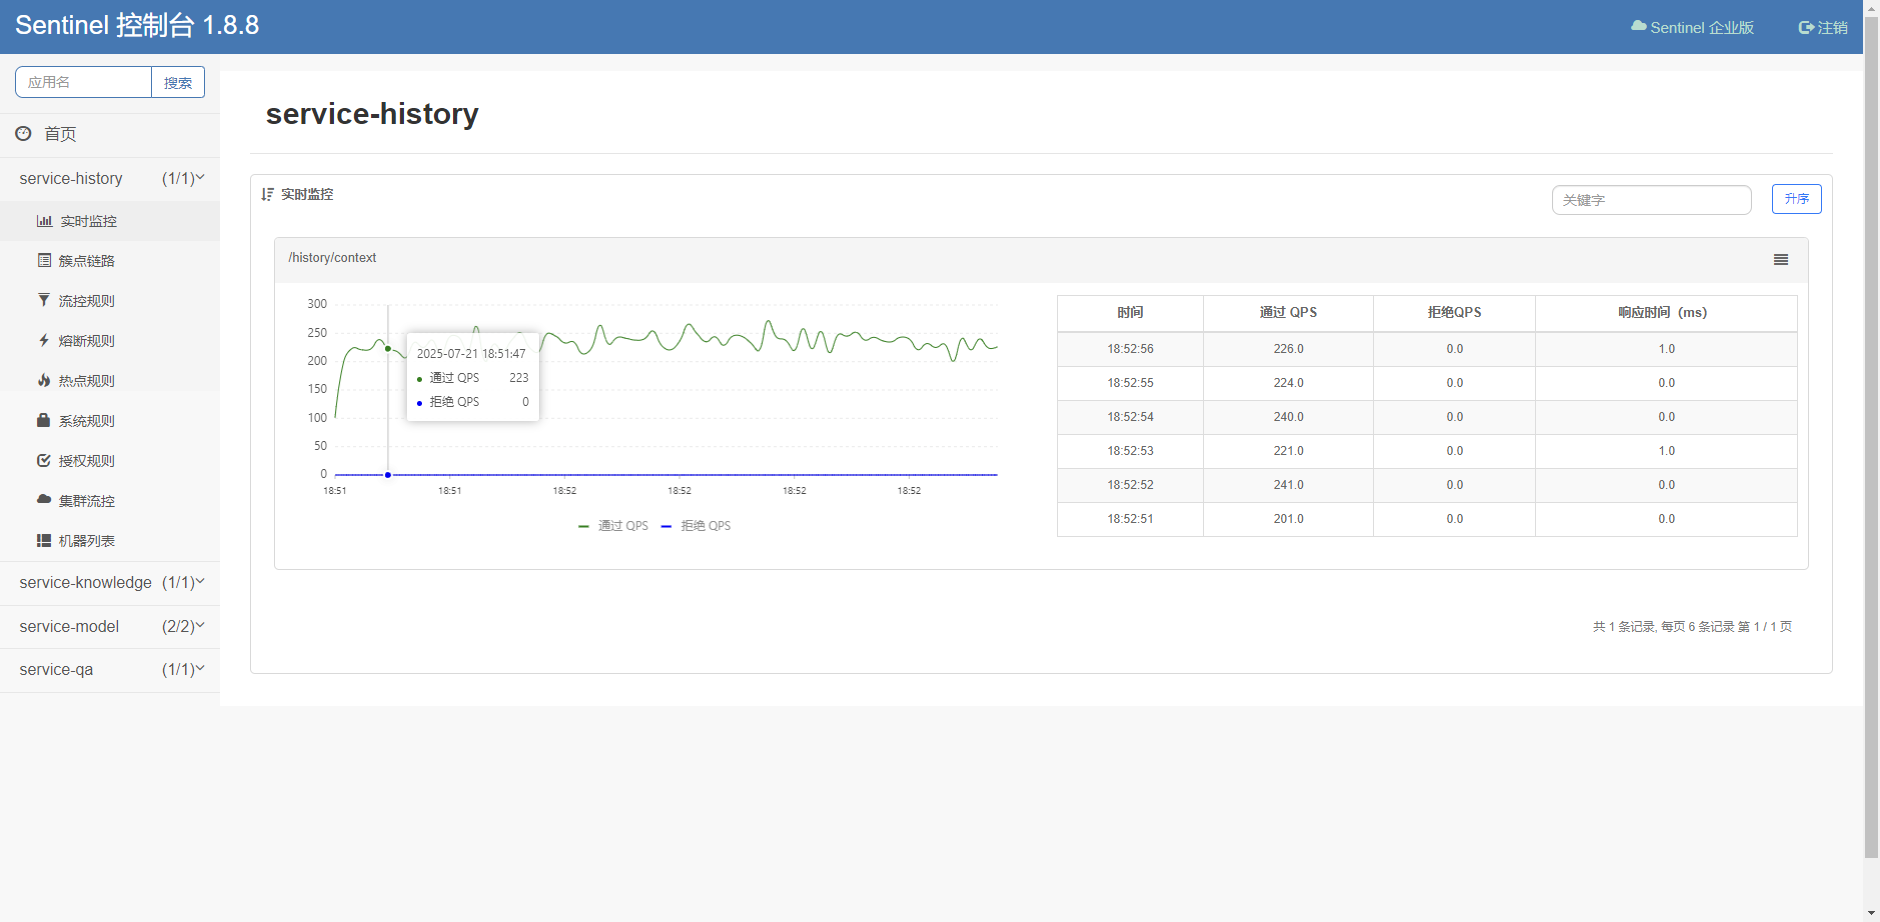 Sentinel 控制台 1.8.8
Sentinel 企业版
注销
应用名
搜索
首页
service-history (1/1)
实时监控
簇点链路
流控规则
熔断规则
热点规则
系统规则
授权规则
集群流控
机器列表
service-knowledge (1/1)
service-model (2/2)
service-qa (1/1)
service-history
实时监控
关键字
升序
/history/context
300
250
200
150
100
50
0
18:51 18:51 18:52 18:52 18:52 18:52
2025-07-21 18:51:47
通过 QPS 223
拒绝 QPS 0
通过 QPS 拒绝 QPS
时间 通过 QPS 拒绝QPS 响应时间（ms）
18:52:56 226.0 0.0 1.0
18:52:55 224.0 0.0 0.0
18:52:54 240.0 0.0 0.0
18:52:53 221.0 0.0 1.0
18:52:52 241.0 0.0 0.0
18:52:51 201.0 0.0 0.0
共 1 条记录, 每页 6 条记录 第 1 / 1 页